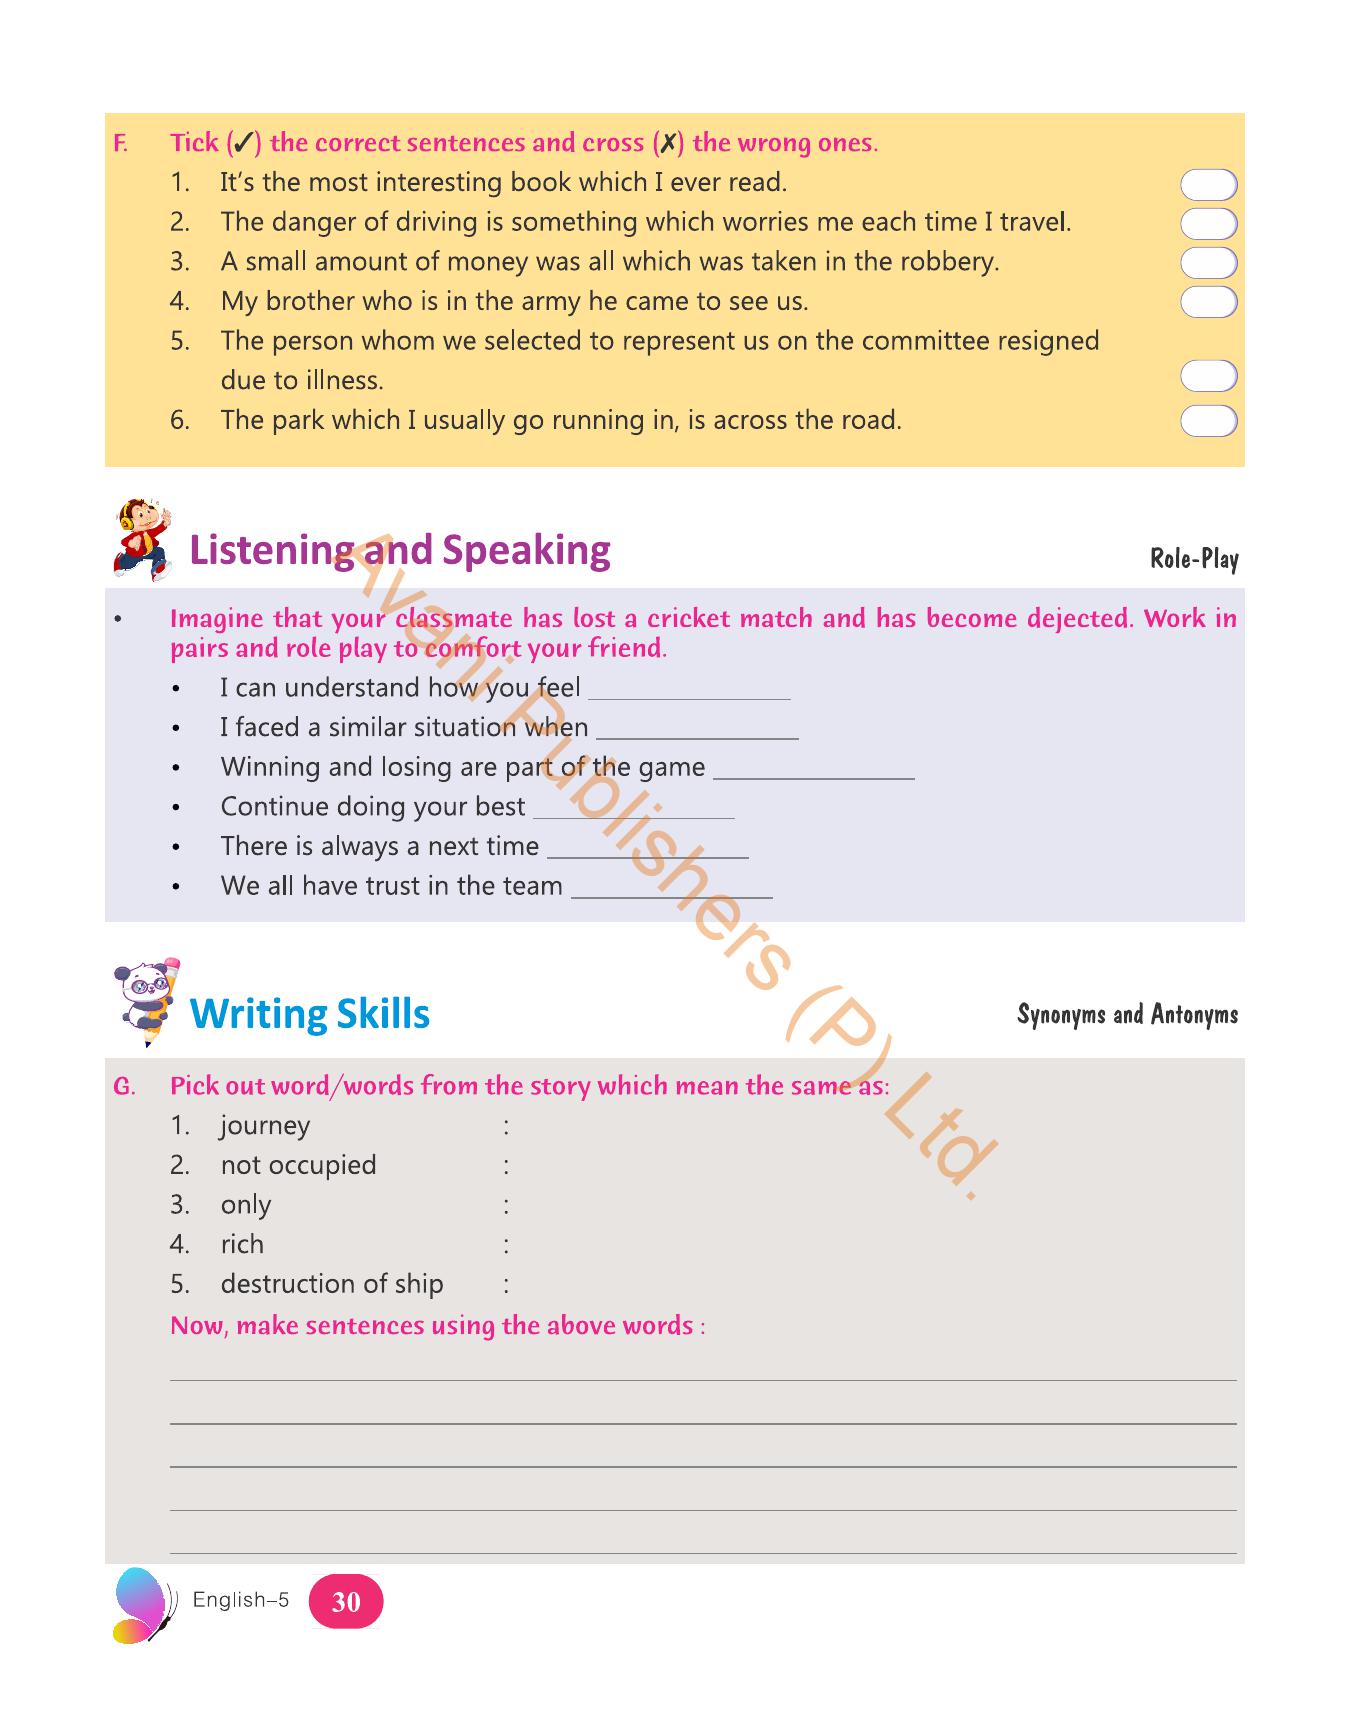 F. Tick (✓) the correct sentences and cross (✗) the wrong ones.
1. It's the most interesting book which I ever read.
2. The danger of driving is something which worries me each time I travel.
3. A small amount of money was all which was taken in the robbery.
4. My brother who is in the army he came to see us.
5. The person whom we selected to represent us on the committee resigned
due to illness.
6. The park which I usually go running in, is across the road.
Listening and Speaking
Role-Play
• Imagine that your classmate has lost a cricket match and has become dejected. Work in
pairs and role play to comfort your friend.
• I can understand how you feel _______________
• I faced a similar situation when _______________
• Winning and losing are part of the game _______________
• Continue doing your best _______________
• There is always a next time _______________
• We all have trust in the team _______________
Avani Publishers (P) Ltd.
Writing Skills
Synonyms and Antonyms
G. Pick out word/words from the story which mean the same as:
1. journey :
2. not occupied :
3. only :
4. rich :
5. destruction of ship :
Now, make sentences using the above words :
English–5 30